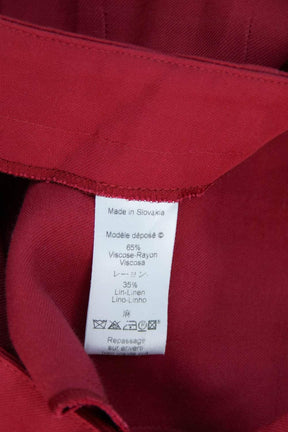 Made in Slovaxia
Modèle déposé ©
65%
Viscose-Rayon
Viscosa
レーヨン
35%
Lin-Linen
Lino-Linho
麻
Repassage
sur envers